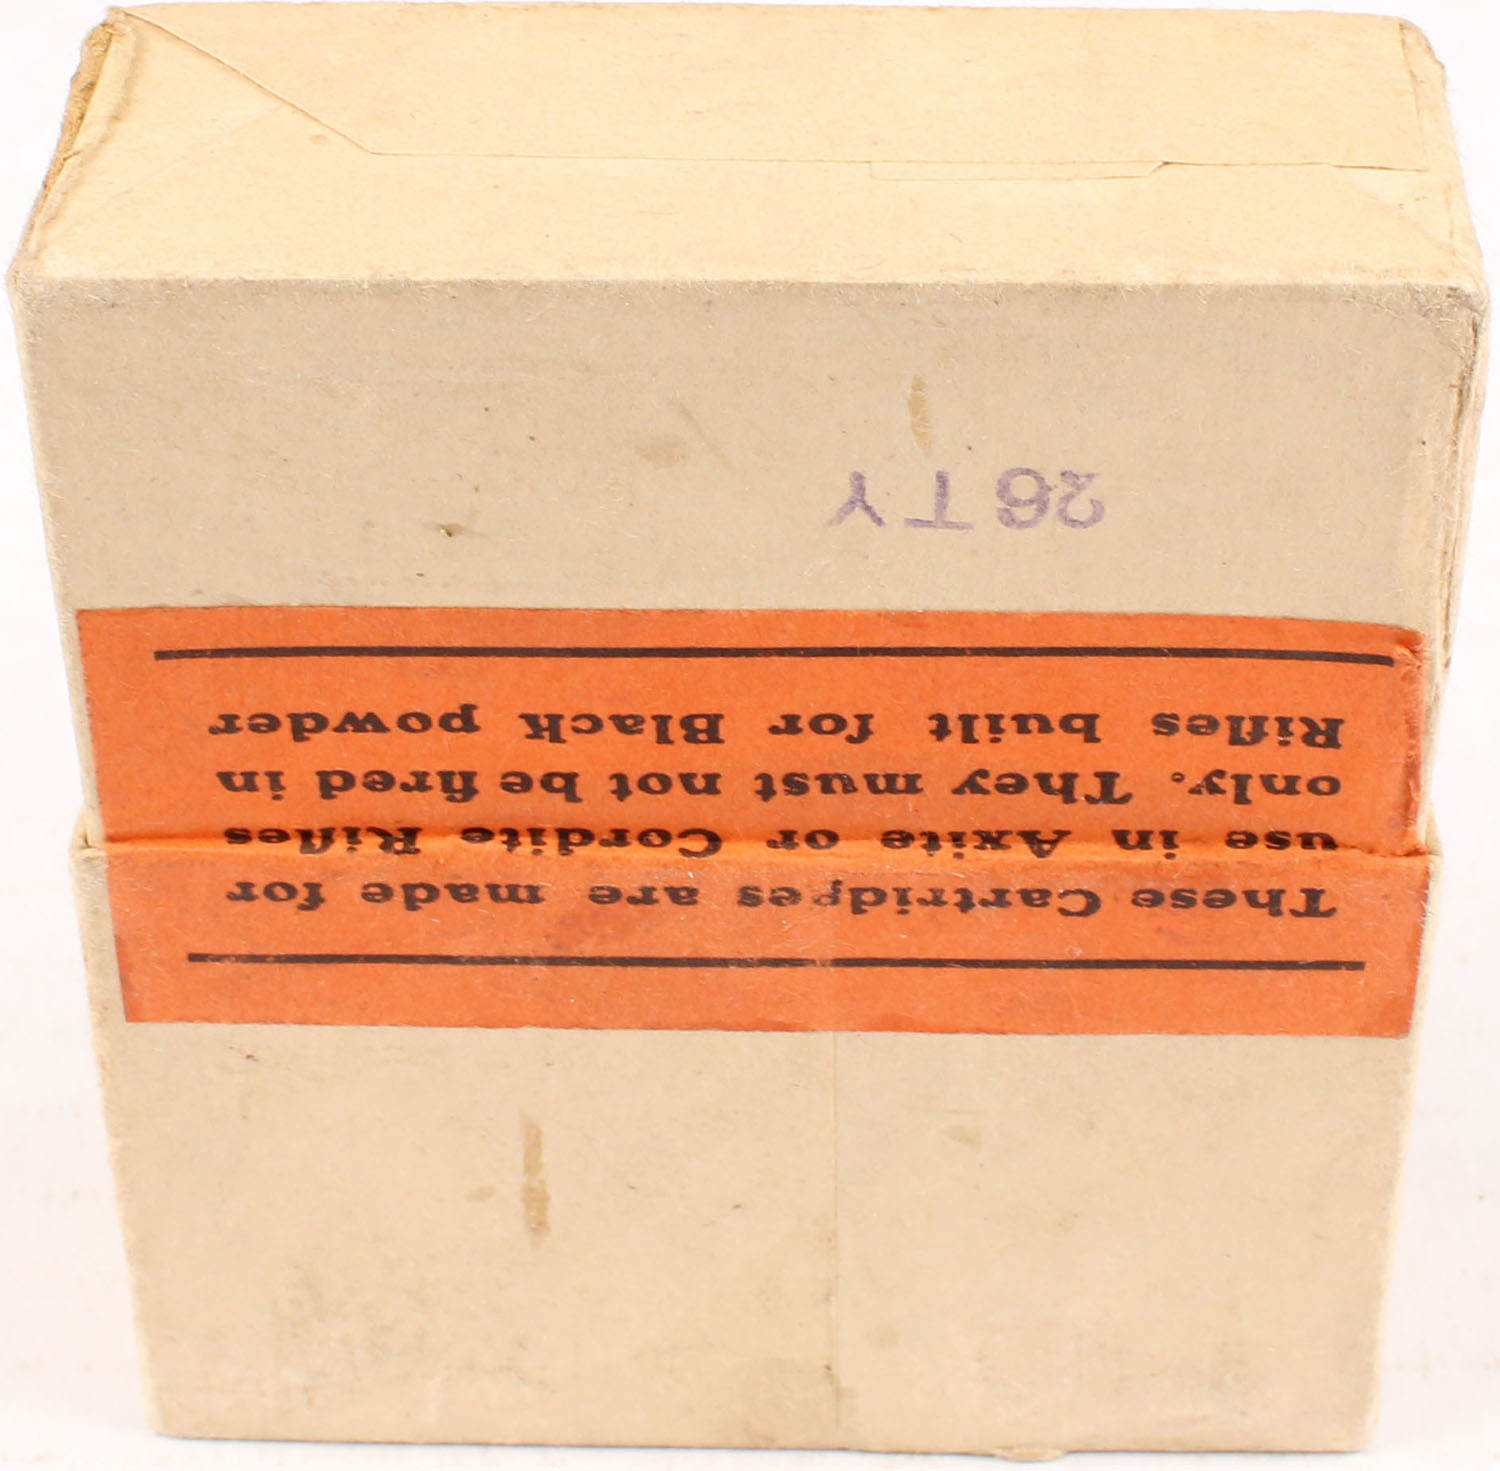 These Cartridges are made for
use in Axite or Cordite Rifles
only. They must not be fired in
Rifles built for Black powder
26TY